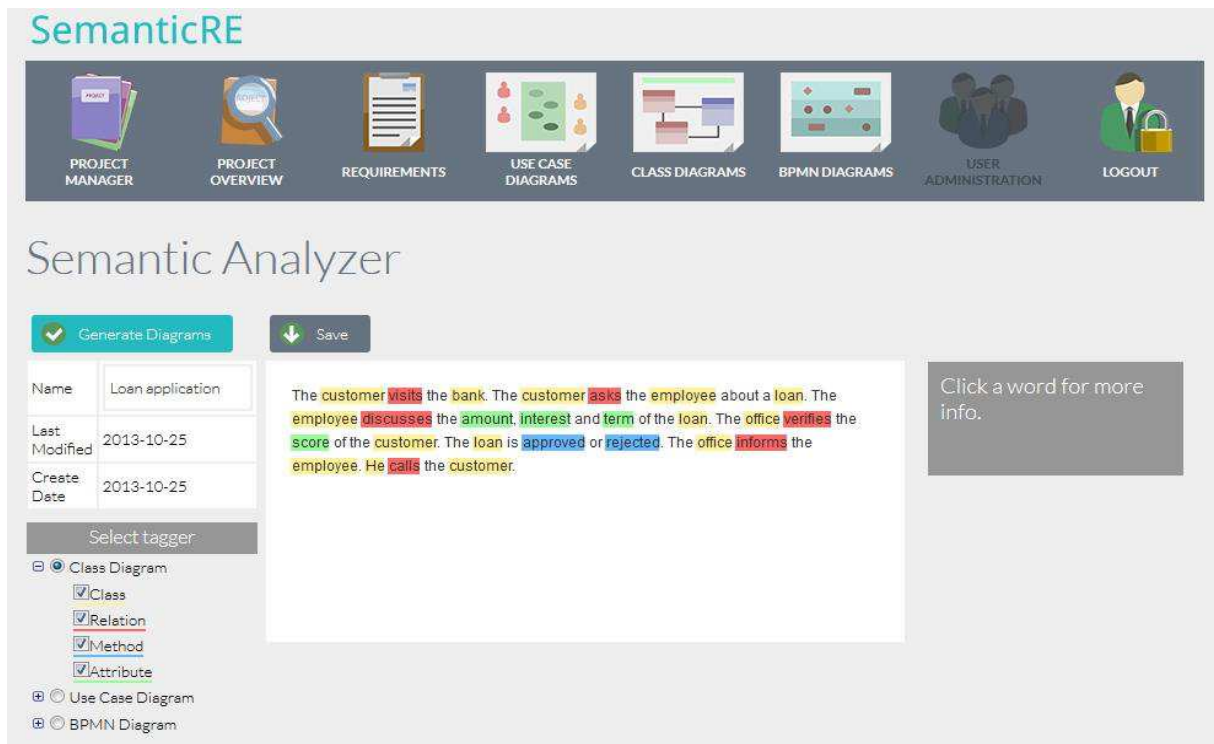 SemanticRE
PROJECT
PROJECT
MANAGER
PROJECT
OVERVIEW
REQUIREMENTS
USE CASE
DIAGRAMS
CLASS DIAGRAMS
BPMN DIAGRAMS
USER
ADMINISTRATION
LOGOUT
Semantic Analyzer
Generate Diagrams
Save
Name
Loan application
Last
Modified
2013-10-25
Create
Date
2013-10-25
Select tagger
Class Diagram
Class
Relation
Method
Attribute
Use Case Diagram
BPMN Diagram
The customer visits the bank. The customer asks the employee about a loan. The
employee discusses the amount, interest and term of the loan. The office verifies the
score of the customer. The loan is approved or rejected. The office informs the
employee. He calls the customer.
Click a word for more
info.